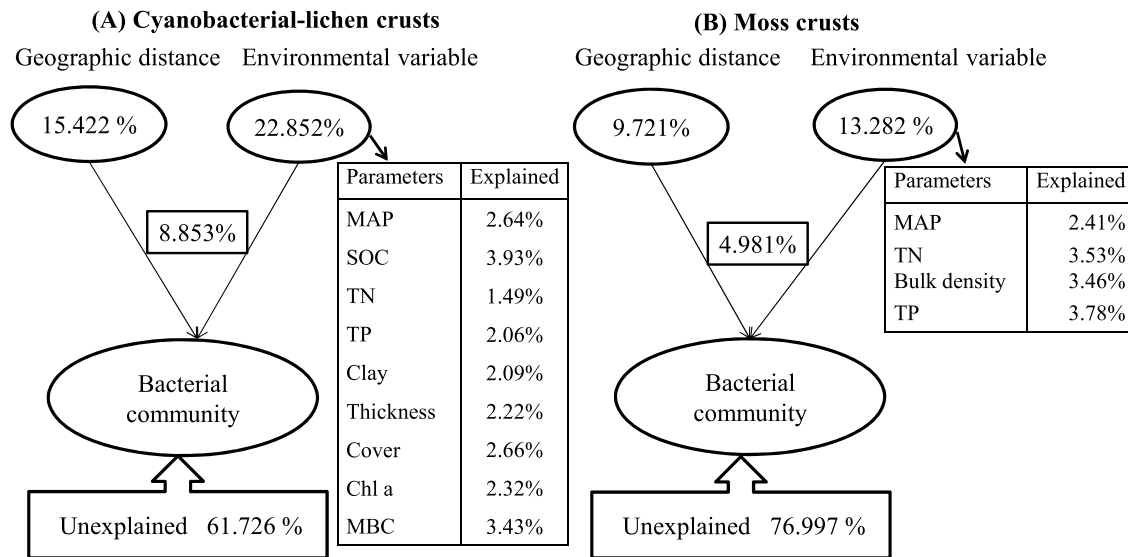 (A) Cyanobacterial-lichen crusts
Geographic distance Environmental variable
15.422 % 22.852%
8.853%
Parameters Explained
MAP 2.64%
SOC 3.93%
TN 1.49%
TP 2.06%
Clay 2.09%
Thickness 2.22%
Cover 2.66%
Chl a 2.32%
MBC 3.43%
Bacterial
community
Unexplained 61.726 %
(B) Moss crusts
Geographic distance Environmental variable
9.721% 13.282 %
4.981%
Parameters Explained
MAP 2.41%
TN 3.53%
Bulk density 3.46%
TP 3.78%
Bacterial
community
Unexplained 76.997 %